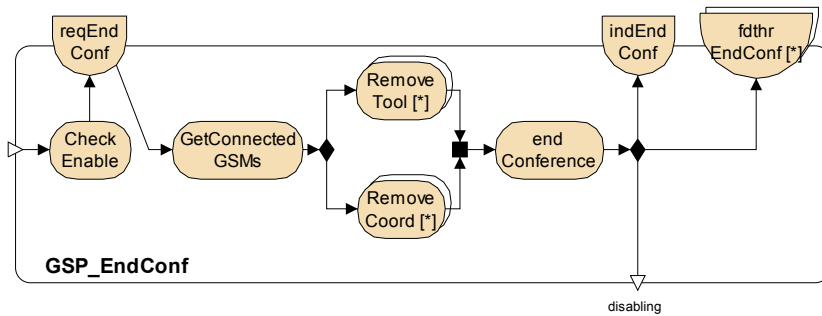 reqEnd
Conf
indEnd
Conf
fdthr
EndConf [*]
Remove
Tool [*]
Check
Enable
GetConnected
GSMs
end
Conference
Remove
Coord [*]
GSP_EndConf
disabling